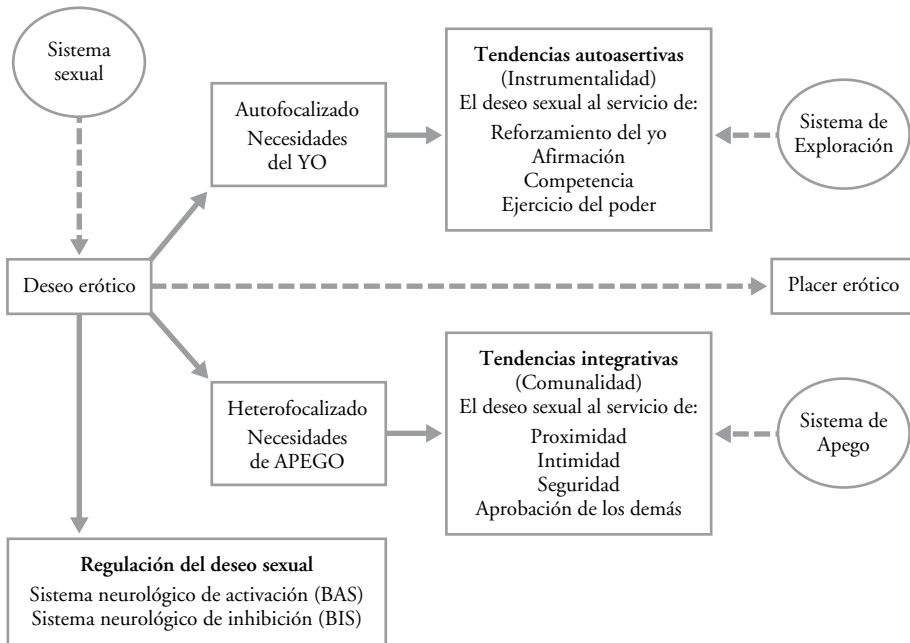 Sistema
sexual
Autofocalizado
Necesidades
del YO
Tendencias autoasertivas
(Instrumentalidad)
El deseo sexual al servicio de:
Reforzamiento del yo
Afirmación
Competencia
Ejercicio del poder
Sistema de
Exploración
Deseo erótico
Placer erótico
Heterofocalizado
Necesidades
de APEGO
Tendencias integrativas
(Comunalidad)
El deseo sexual al servicio de:
Proximidad
Intimidad
Seguridad
Aprobación de los demás
Sistema de
Apego
Regulación del deseo sexual
Sistema neurológico de activación (BAS)
Sistema neurológico de inhibición (BIS)